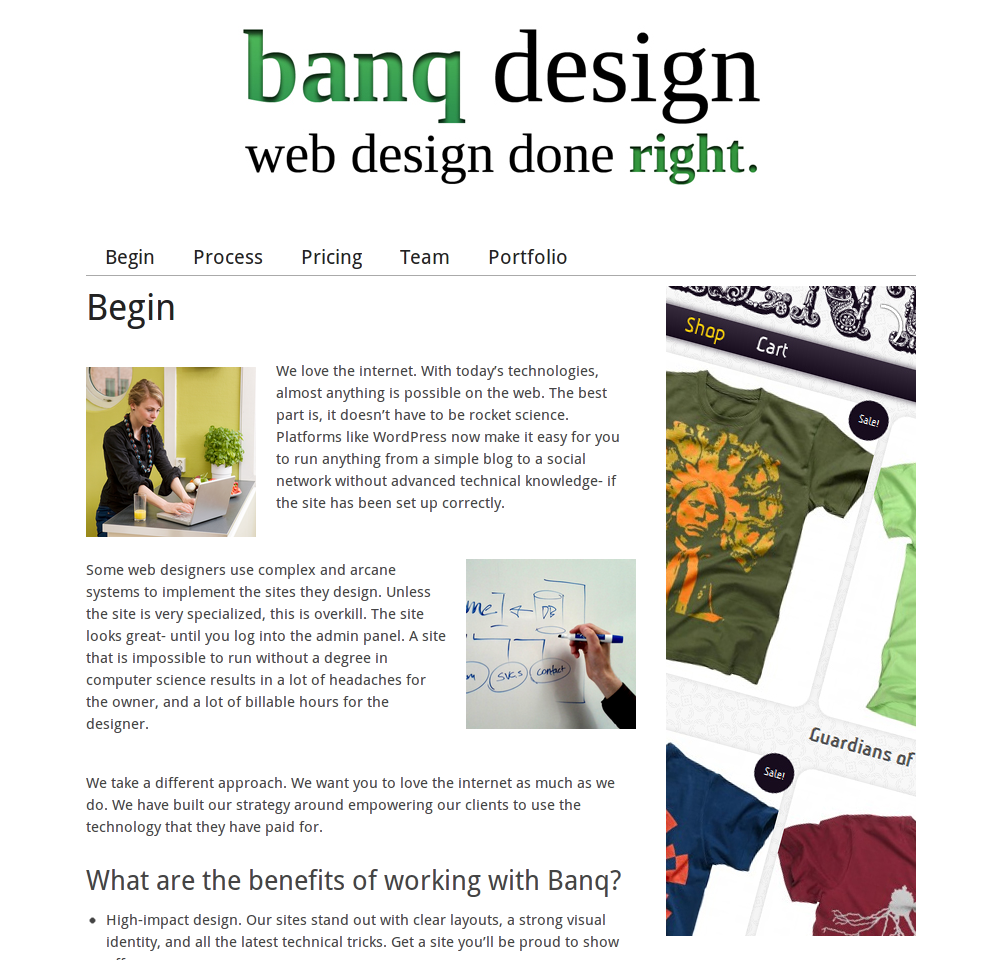 banq design
web design done right.
Begin
Process
Pricing
Team
Portfolio
Begin
We love the internet. With today’s technologies,
almost anything is possible on the web. The best
part is, it doesn’t have to be rocket science.
Platforms like WordPress now make it easy for you
to run anything from a simple blog to a social
network without advanced technical knowledge- if
the site has been set up correctly.
Some web designers use complex and arcane
systems to implement the sites they design. Unless
the site is very specialized, this is overkill. The site
looks great- until you log into the admin panel. A site
that is impossible to run without a degree in
computer science results in a lot of headaches for
the owner, and a lot of billable hours for the
designer.
DB
SVCS
contact
We take a different approach. We want you to love the internet as much as we
do. We have built our strategy around empowering our clients to use the
technology that they have paid for.
What are the benefits of working with Banq?
High-impact design. Our sites stand out with clear layouts, a strong visual
identity, and all the latest technical tricks. Get a site you’ll be proud to show
Shop
Cart
Sale!
Guardians of
Sale!